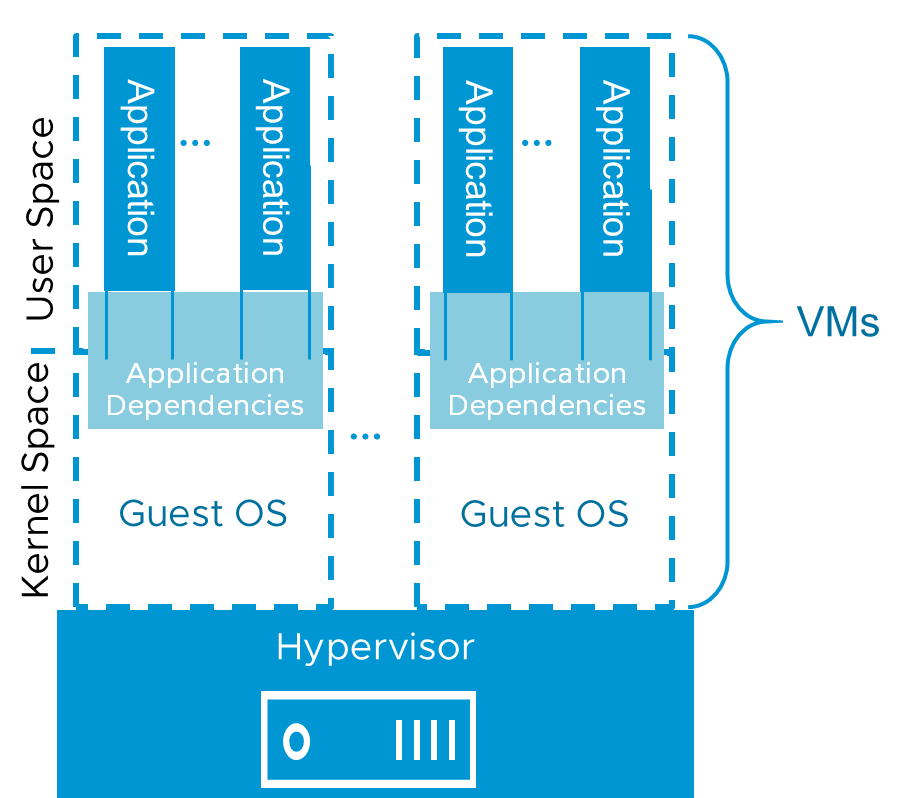 User Space
Kernel Space
Application
...
Application
Application
...
Application
Application
Dependencies
Application
Dependencies
...
Guest OS
Guest OS
VMs
Hypervisor